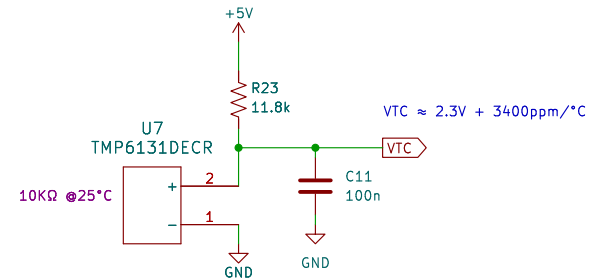 +5V
R23
11.8k
VTC ≈ 2.3V + 3400ppm/°C
U7
TMP6131DECR
VTC
10KΩ @25°C
+ 2
- 1
C11
100n
GND
GND